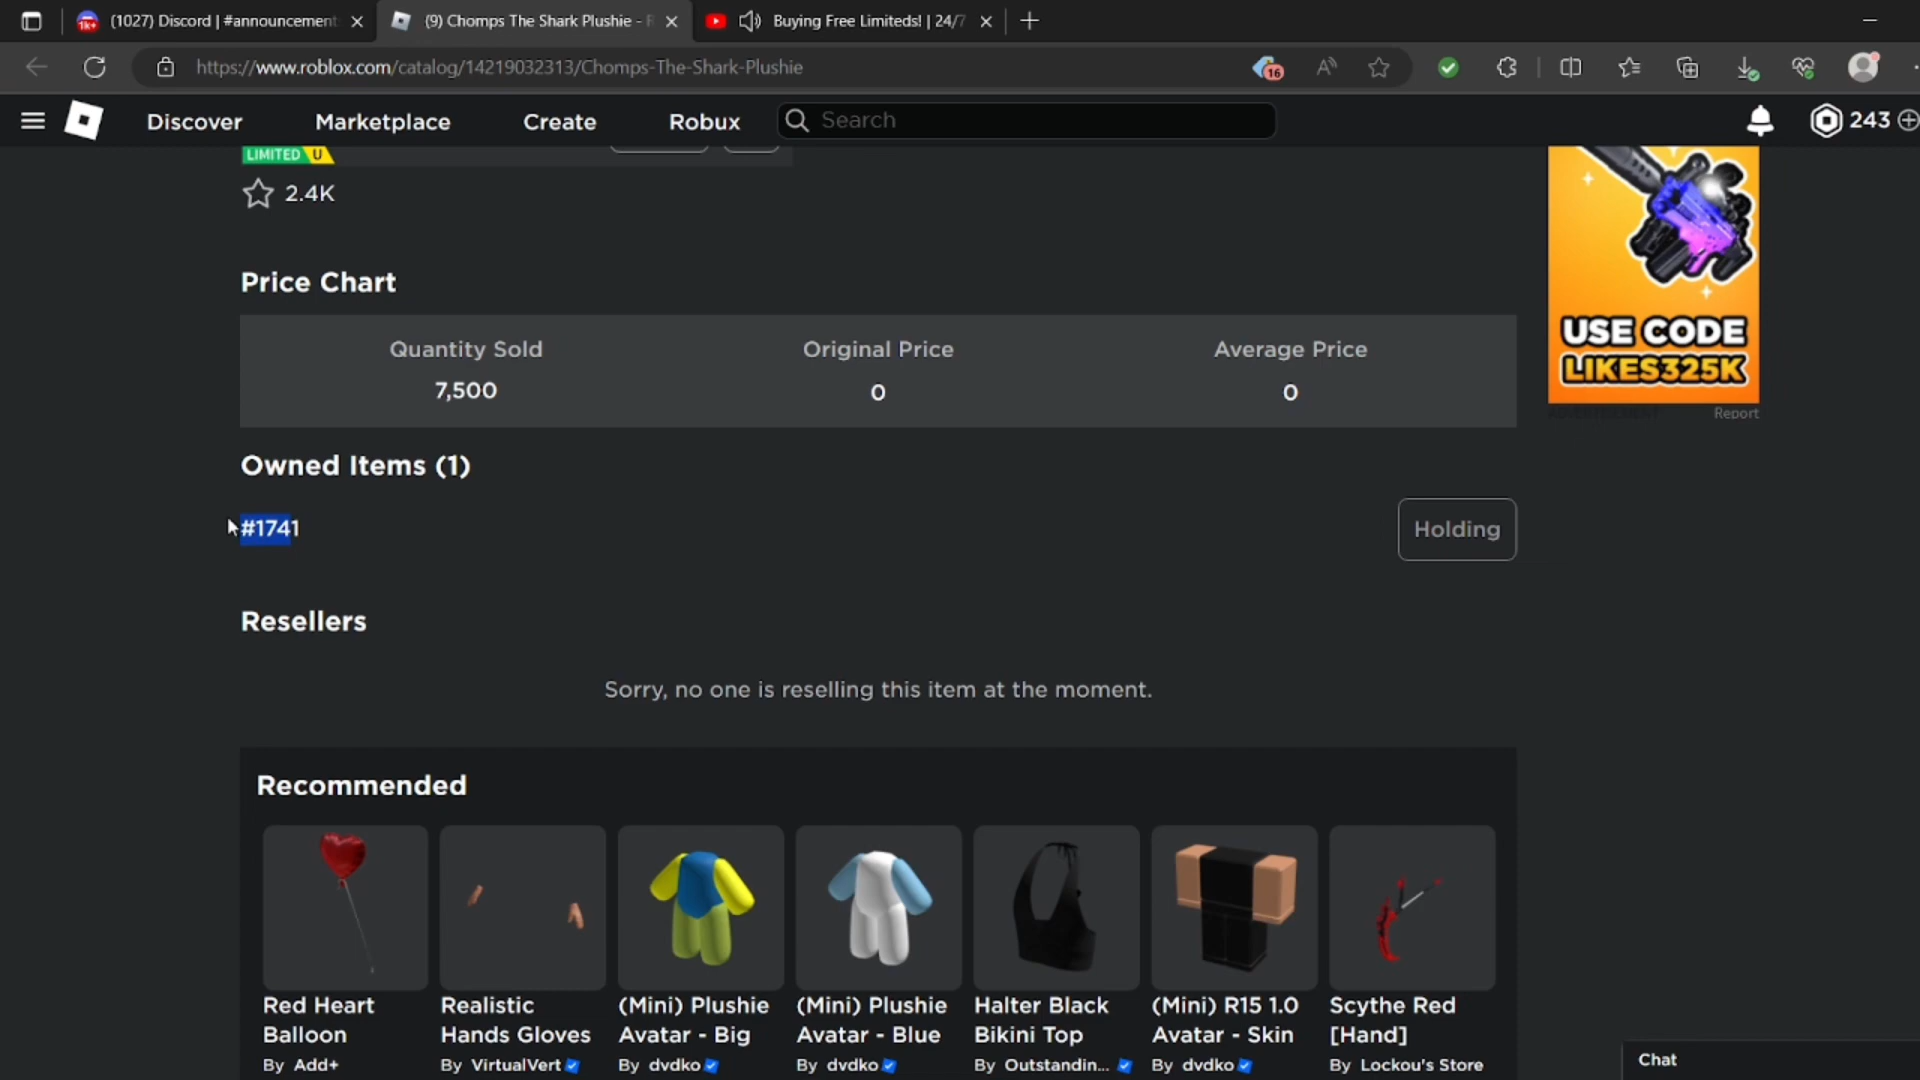 (1027) Discord | #announcement
(9) Chomps The Shark Plushie - R
Buying Free Limiteds! | 24/7
https://www.roblox.com/catalog/14219032313/Chomps-The-Shark-Plushie
16
Discover
Marketplace
Create
Robux
Search
243
LIMITED U
2.4K
Price Chart
Quantity Sold
Original Price
Average Price
7,500
0
0
USE CODE
LIKES325K
ADVERTISEMENT
Report
Owned Items (1)
#1741
Holding
Resellers
Sorry, no one is reselling this item at the moment.
Recommended
Red Heart
Balloon
By Add+
Realistic
Hands Gloves
By VirtualVert
(Mini) Plushie
Avatar - Big
By dvdko
(Mini) Plushie
Avatar - Blue
By dvdko
Halter Black
Bikini Top
By Outstandin...
(Mini) R15 1.0
Avatar - Skin
By dvdko
Scythe Red
[Hand]
By Lockou's Store
Chat